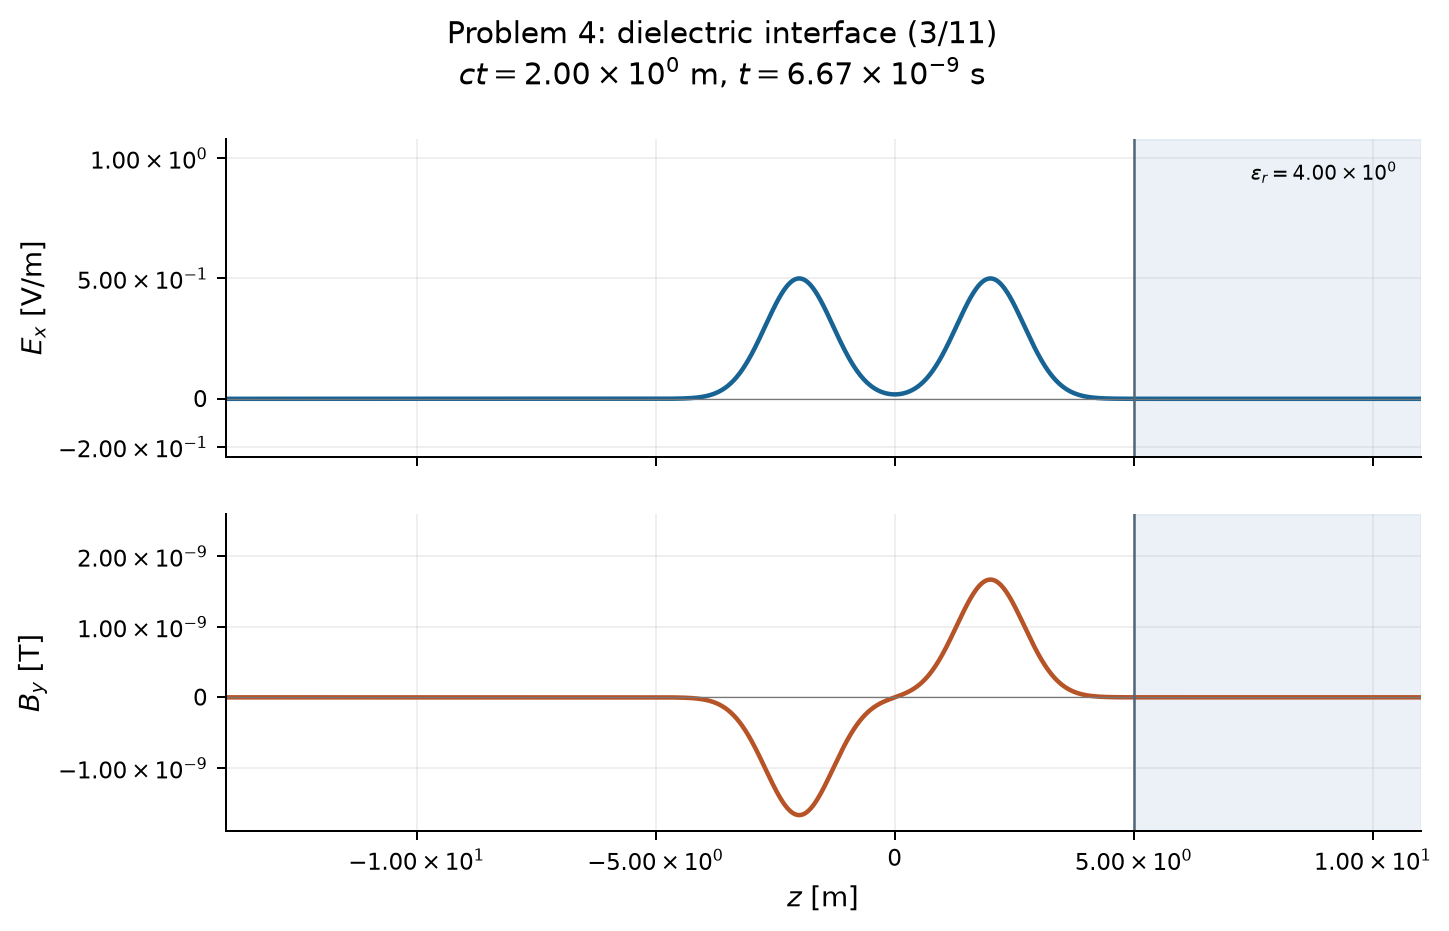 Problem 4: dielectric interface (3/11)
ct = 2.00 × 10⁰ m, t = 6.67 × 10⁻⁹ s
1.00 × 10⁰
5.00 × 10⁻¹
0
−2.00 × 10⁻¹
Eₓ [V/m]
εᵣ = 4.00 × 10⁰
2.00 × 10⁻⁹
1.00 × 10⁻⁹
0
−1.00 × 10⁻⁹
B_y [T]
−1.00 × 10¹ −5.00 × 10⁰ 0 5.00 × 10⁰ 1.00 × 10¹
z [m]